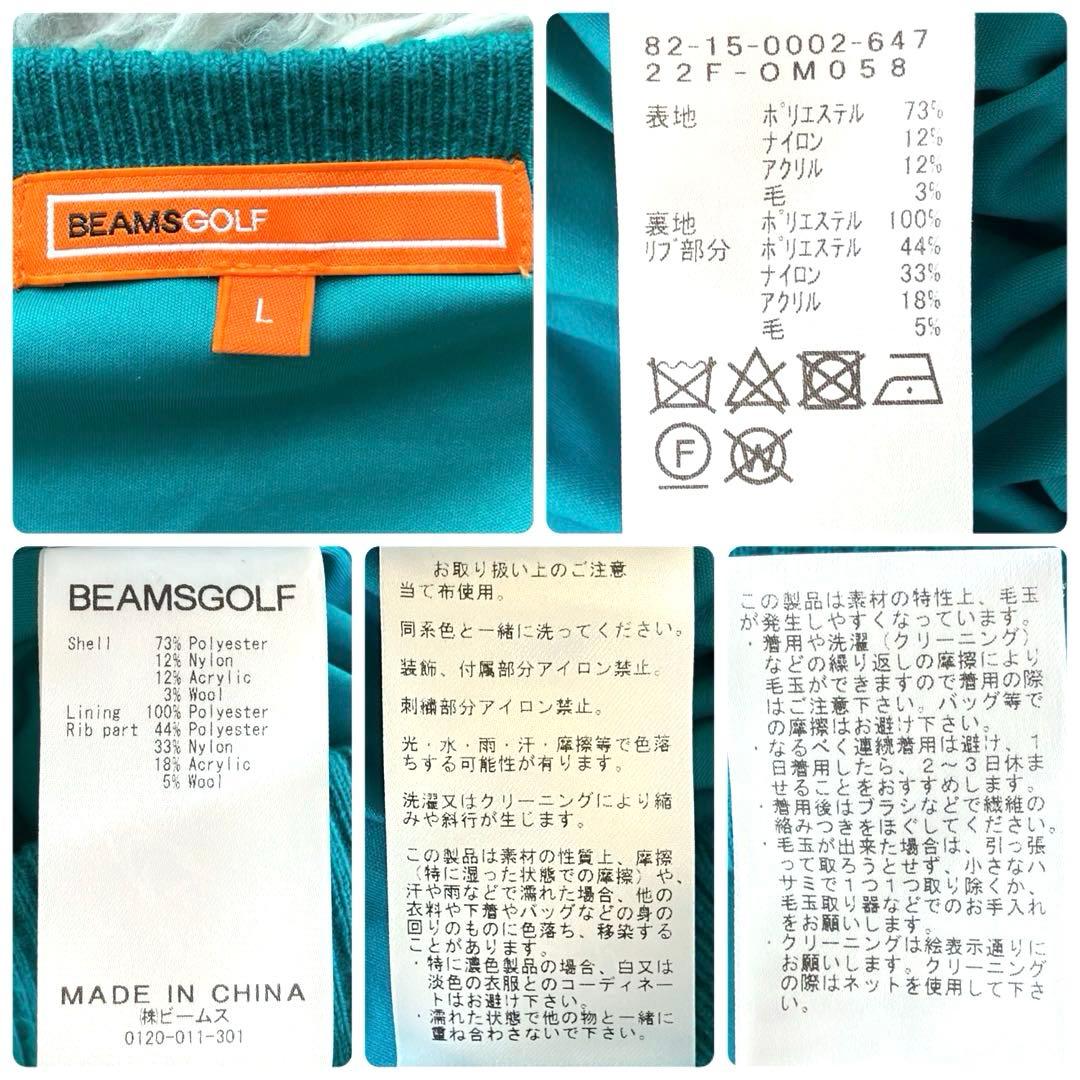 BEAMSGOLF
L
82-15-0002-647
22F-OM058
表地 ポリエステル 73%
ナイロン 12%
アクリル 12%
毛 3%
裏地 ポリエステル 100%
リブ部分 ポリエステル 44%
ナイロン 33%
アクリル 18%
毛 5%
F
W
BEAMSGOLF
Shell 73% Polyester
12% Nylon
12% Acrylic
3% Wool
Lining 100% Polyester
Rib part 44% Polyester
33% Nylon
18% Acrylic
5% Wool
MADE IN CHINA
㈱ビームス
0120-011-301
お取り扱い上のご注意
当て布使用。
同系色と一緒に洗ってください。
装飾、付属部分アイロン禁止。
刺繍部分アイロン禁止。
光・水・雨・汗・摩擦等で色落
ちする可能性が有ります。
洗濯又はクリーニングにより縮
みや斜行が生じます。
この製品は素材の性質上、摩擦
（特に湿った状態での摩擦）や、
汗や雨などで濡れた場合、他の
衣料や下着やバッグなどの身の
回りのものに色落ち、移染する
ことがあります。
・特に濃色製品の場合、白又は
淡色の衣服とのコーディネー
トはお避け下さい。
・濡れた状態で他の物と一緒に
重ね合わさないで下さい。
この製品は素材の特性上、毛玉
が発生しやすくなっています。
・着用や洗濯（クリーニング）
などの繰り返しの摩擦により
毛玉ができますので着用の際
はご注意下さい。バッグ等で
の摩擦はお避け下さい。
・なるべく連続着用は避け、1
日着用したら、2～3日休ま
せることをおすすめします。
・着用後はブラシなどで繊維の
絡みつきをほぐしてください。
・毛玉が出来た場合は、引っ張
って取ろうとせず、小さなハ
サミで1つ1つ取り除くか、
毛玉取り器などでのお手入れ
をお願いします。
・クリーニングは絵表示通りに
お願いします。クリーニング
の際はネットを使用して下さ
い。